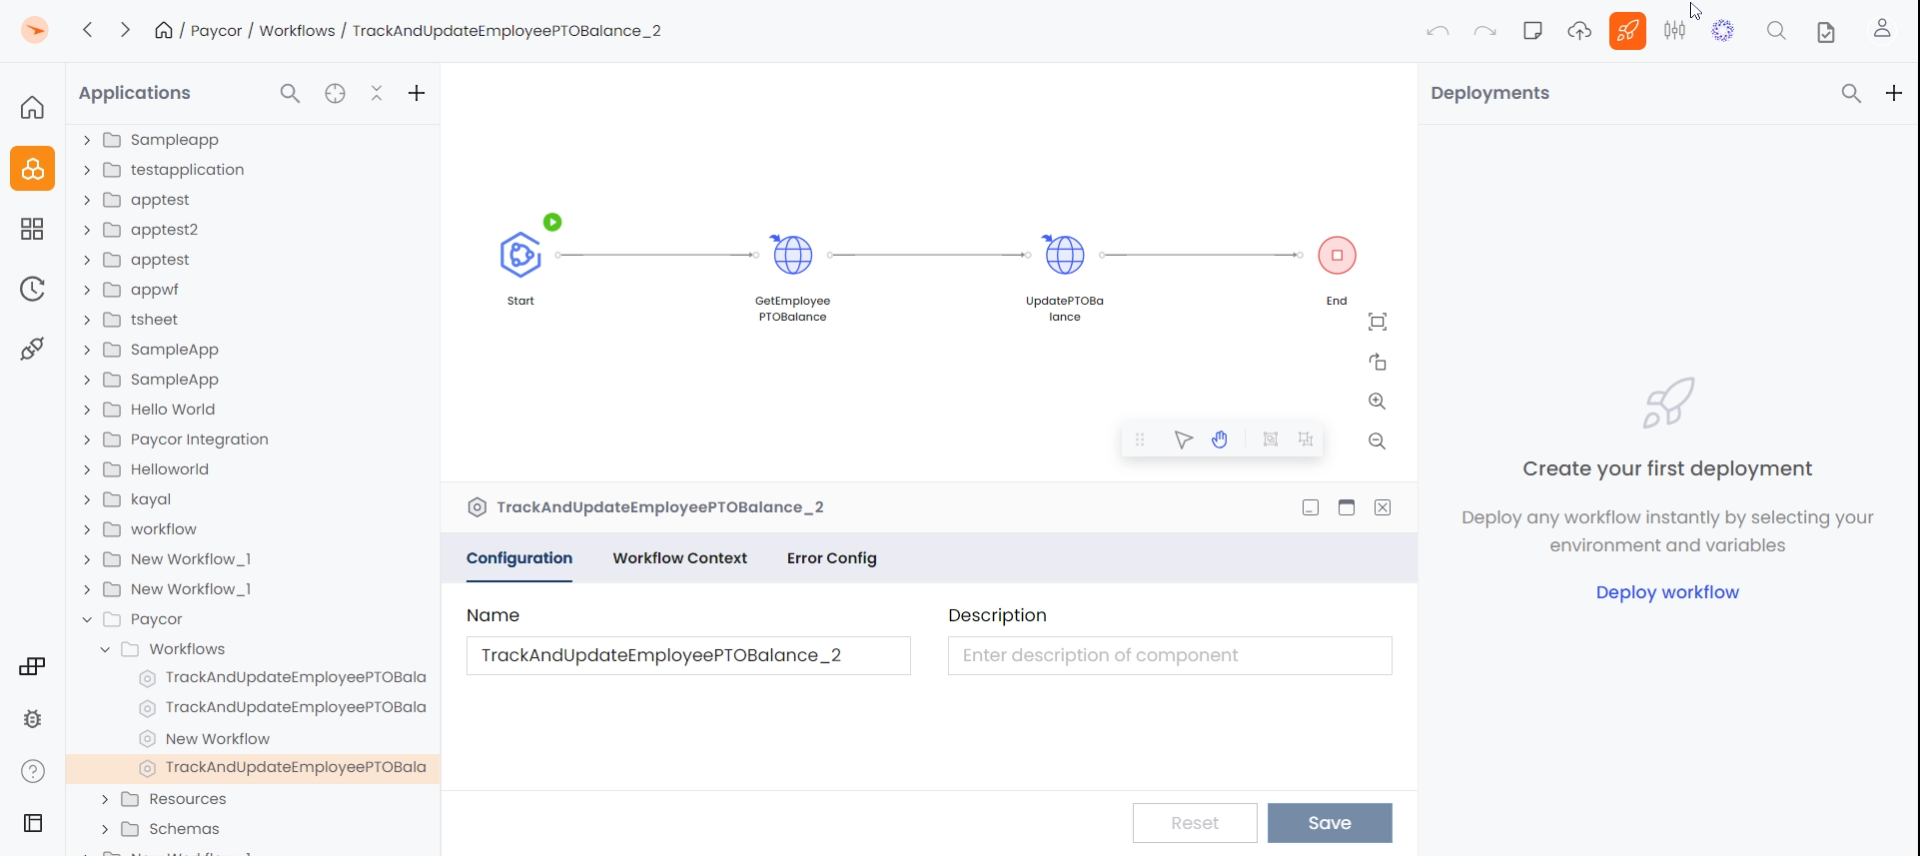 / Paycor / Workflows / TrackAndUpdateEmployeePTOBalance_2
Applications
Sampleapp
testapplication
apptest
apptest2
apptest
appwf
tsheet
SampleApp
SampleApp
Hello World
Paycor Integration
Helloworld
kayal
workflow
New Workflow_1
New Workflow_1
Paycor
Workflows
TrackAndUpdateEmployeePTOBala
TrackAndUpdateEmployeePTOBala
New Workflow
TrackAndUpdateEmployeePTOBala
Resources
Schemas
Start
GetEmployee
PTOBalance
UpdatePTOBa
lance
End
TrackAndUpdateEmployeePTOBalance_2
Configuration Workflow Context Error Config
Name
TrackAndUpdateEmployeePTOBalance_2
Description
Enter description of component
Reset Save
Deployments
Create your first deployment
Deploy any workflow instantly by selecting your
environment and variables
Deploy workflow